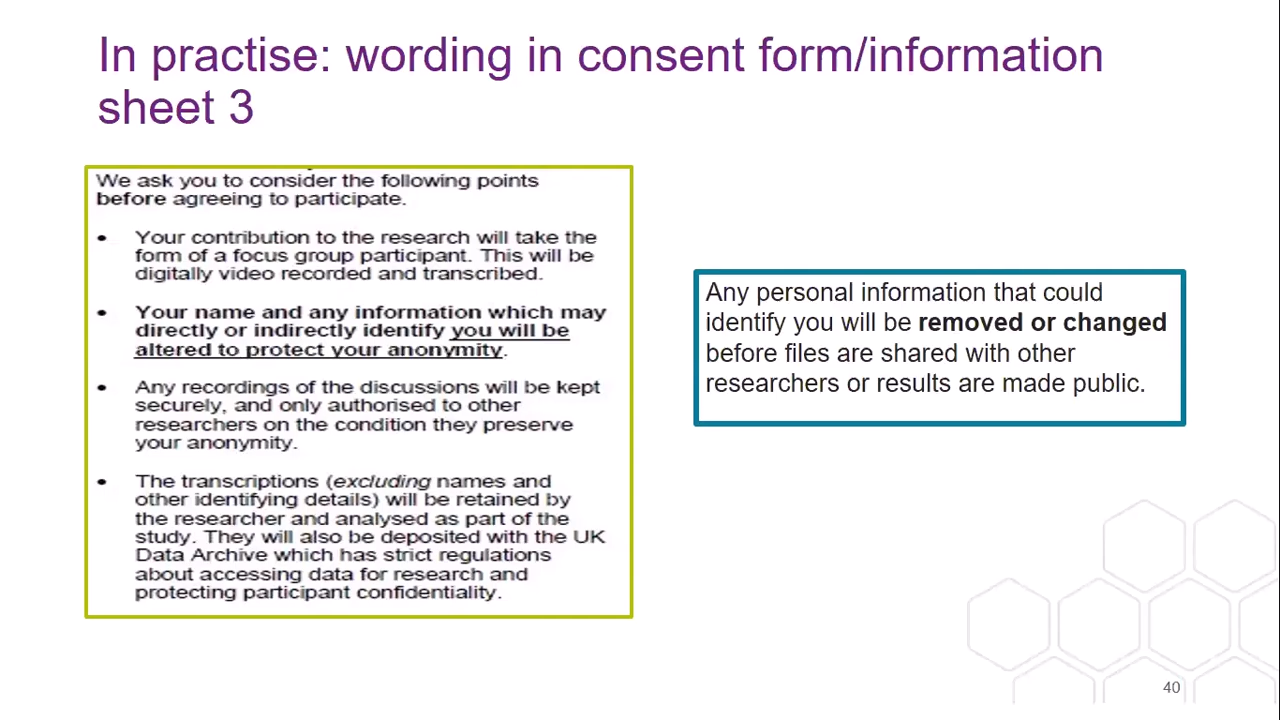 In practise: wording in consent form/information
sheet 3
We ask you to consider the following points
before agreeing to participate.
• Your contribution to the research will take the
form of a focus group participant. This will be
digitally video recorded and transcribed.
• Your name and any information which may
directly or indirectly identify you will be
altered to protect your anonymity.
• Any recordings of the discussions will be kept
securely, and only authorised to other
researchers on the condition they preserve
your anonymity.
• The transcriptions (excluding names and
other identifying details) will be retained by
the researcher and analysed as part of the
study. They will also be deposited with the UK
Data Archive which has strict regulations
about accessing data for research and
protecting participant confidentiality.
Any personal information that could
identify you will be removed or changed
before files are shared with other
researchers or results are made public.
40